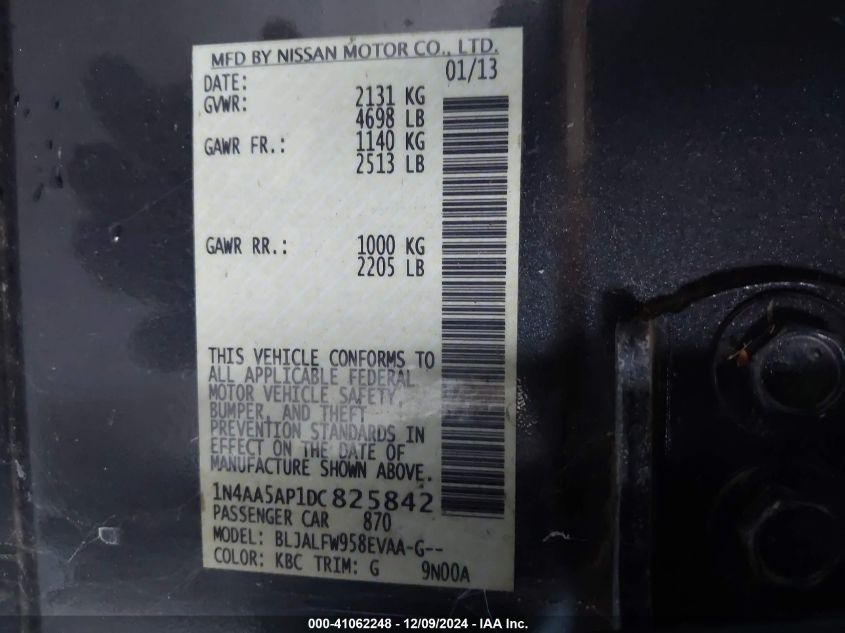 MFD BY NISSAN MOTOR CO., LTD.
DATE: 01/13
GVWR: 2131 KG
4698 LB
GAWR FR.: 1140 KG
2513 LB
GAWR RR.: 1000 KG
2205 LB
THIS VEHICLE CONFORMS TO
ALL APPLICABLE FEDERAL
MOTOR VEHICLE SAFETY,
BUMPER, AND THEFT
PREVENTION STANDARDS IN
EFFECT ON THE DATE OF
MANUFACTURE SHOWN ABOVE.
1N4AA5AP1DC825842
PASSENGER CAR 870
MODEL: BLJALFW958EVAA-G--
COLOR: KBC TRIM: G 9N00A
000-41062248 - 12/09/2024 - IAA Inc.